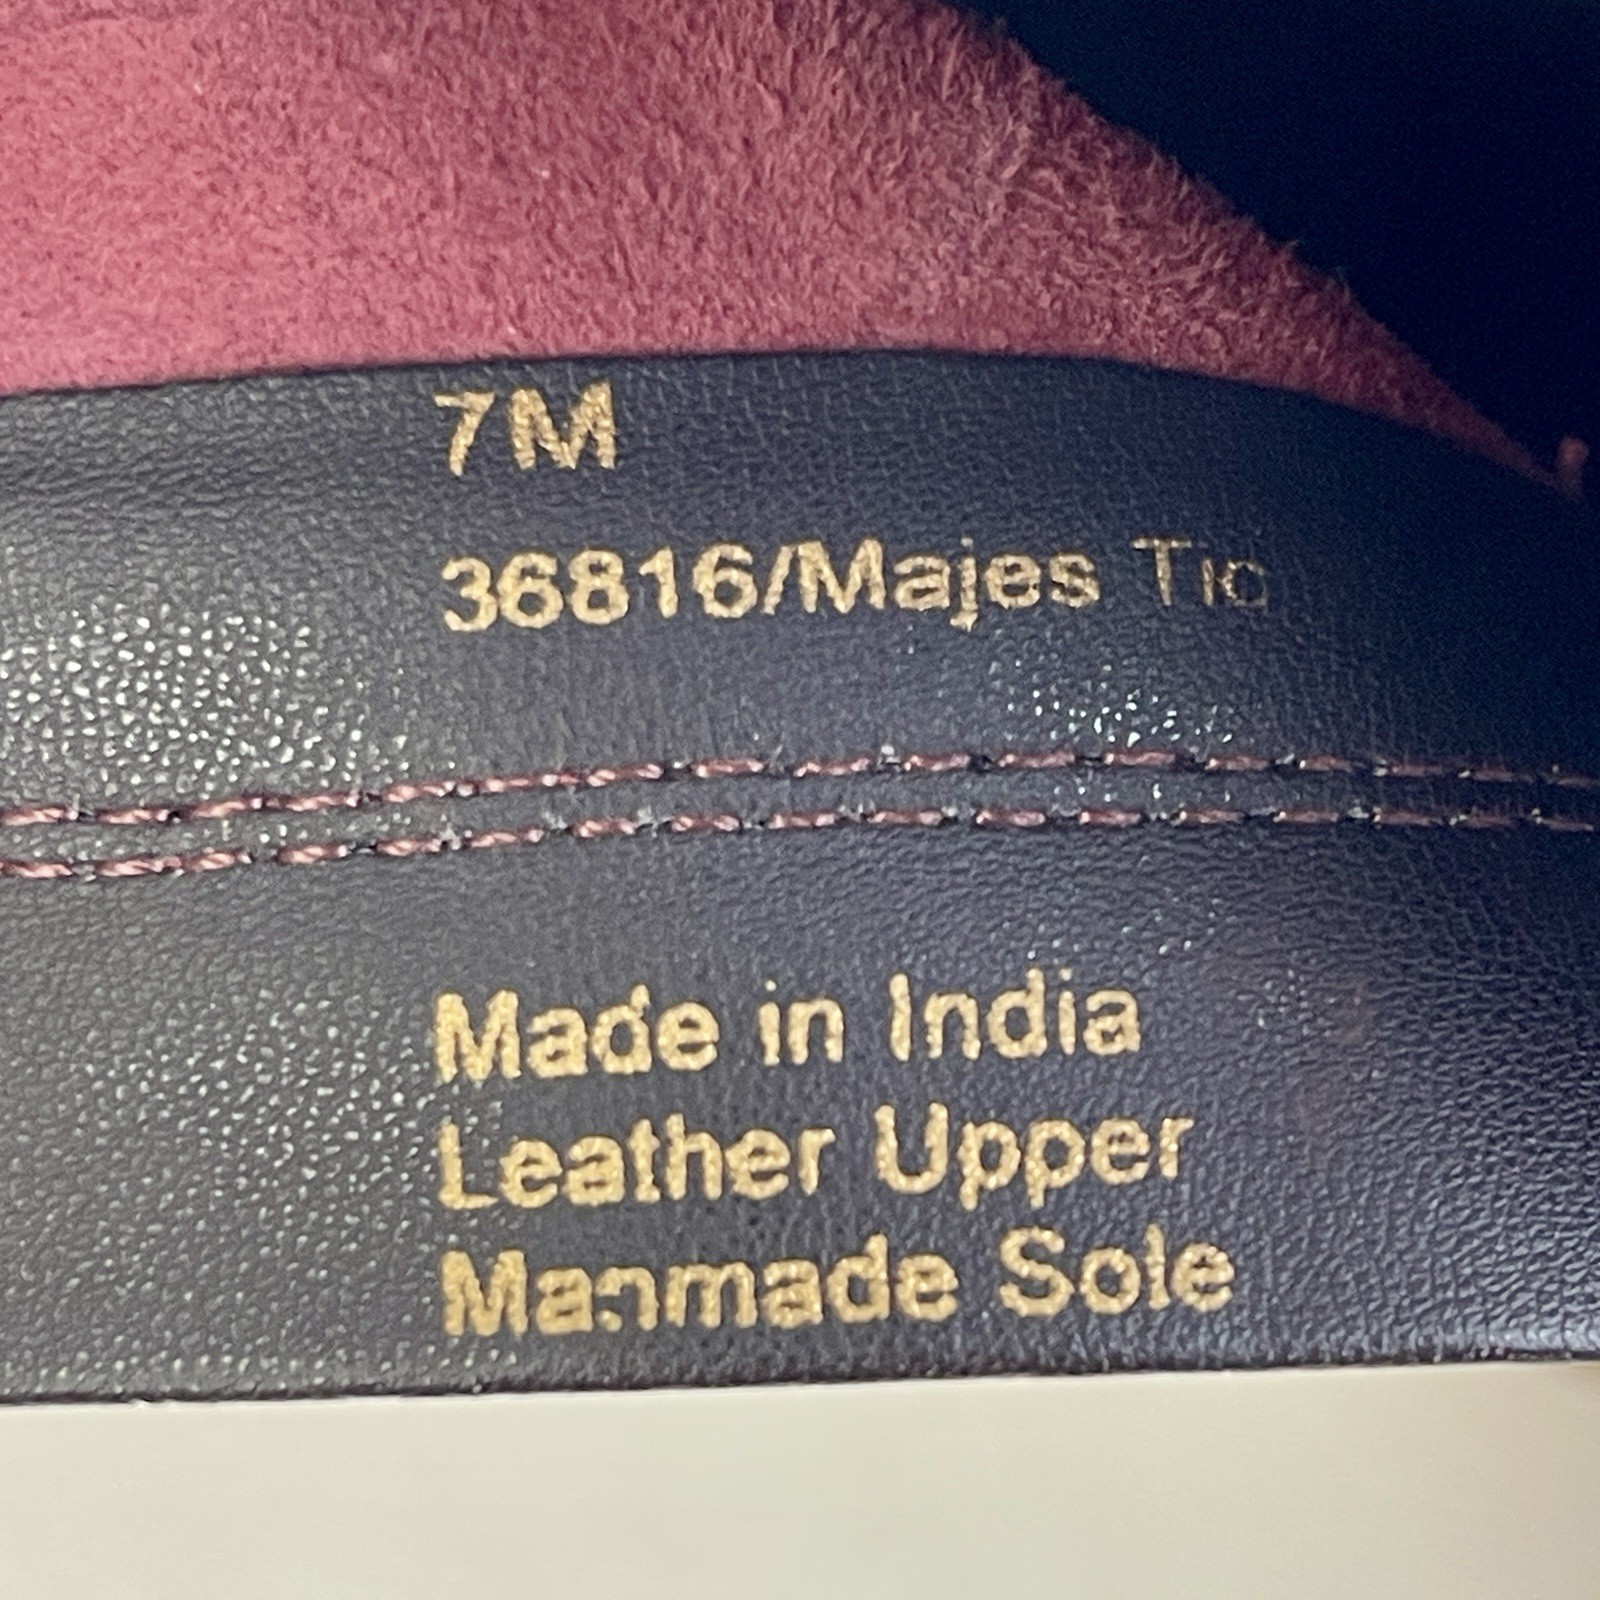 7M
36816/Majes Tic
Made in India
Leather Upper
Manmade Sole